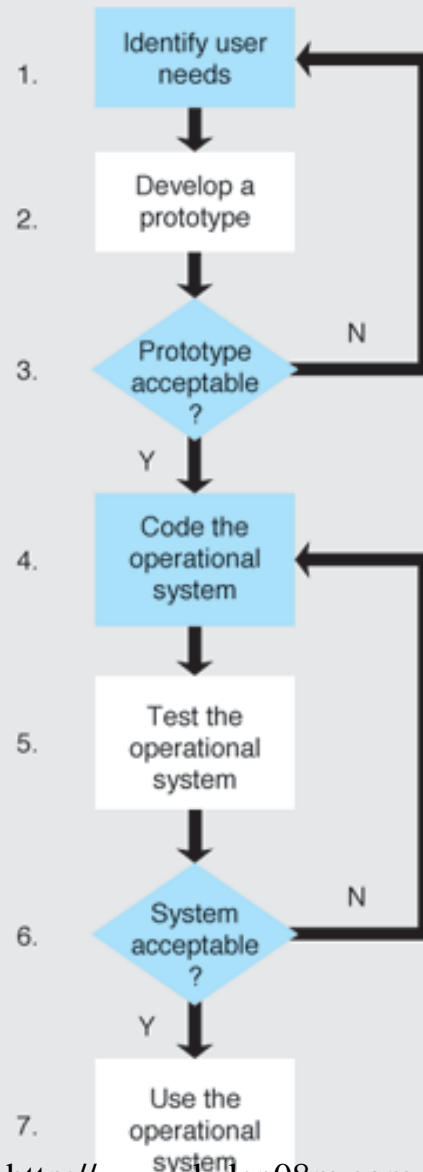 1.
Identify user
needs
2.
Develop a
prototype
3.
Prototype
acceptable
?
N
Y
4.
Code the
operational
system
5.
Test the
operational
system
6.
System
acceptable
?
N
Y
7.
Use the
operational
system